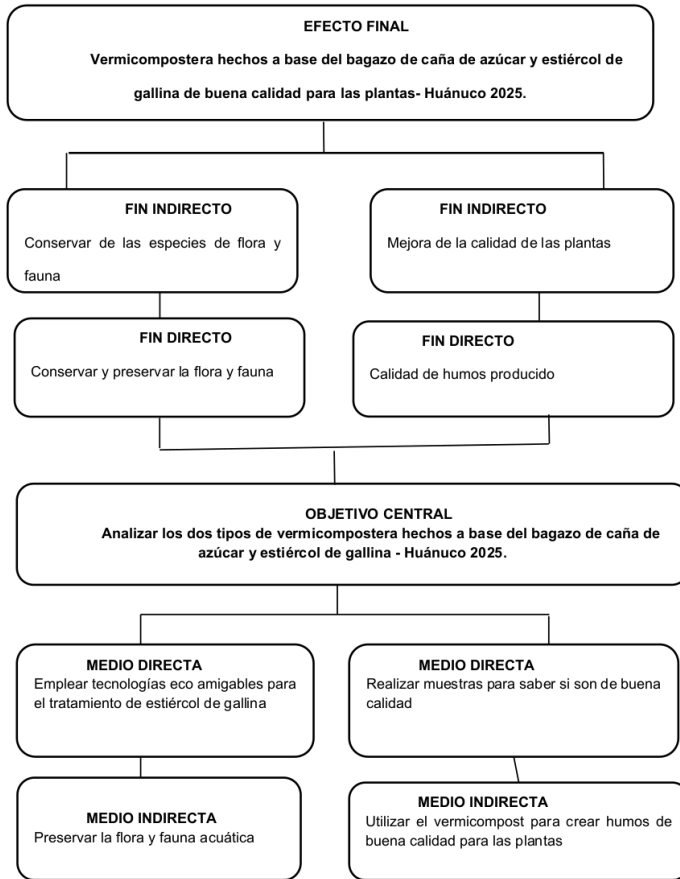 EFECTO FINAL
Vermicompostera hechos a base del bagazo de caña de azúcar y estiércol de
gallina de buena calidad para las plantas- Huánuco 2025.
FIN INDIRECTO
Conservar de las especies de flora y
fauna
FIN INDIRECTO
Mejora de la calidad de las plantas
FIN DIRECTO
Conservar y preservar la flora y fauna
FIN DIRECTO
Calidad de humos producido
OBJETIVO CENTRAL
Analizar los dos tipos de vermicompostera hechos a base del bagazo de caña de
azúcar y estiércol de gallina - Huánuco 2025.
MEDIO DIRECTA
Emplear tecnologías eco amigables para
el tratamiento de estiércol de gallina
MEDIO DIRECTA
Realizar muestras para saber si son de buena
calidad
MEDIO INDIRECTA
Preservar la flora y fauna acuática
MEDIO INDIRECTA
Utilizar el vermicompost para crear humos de
buena calidad para las plantas